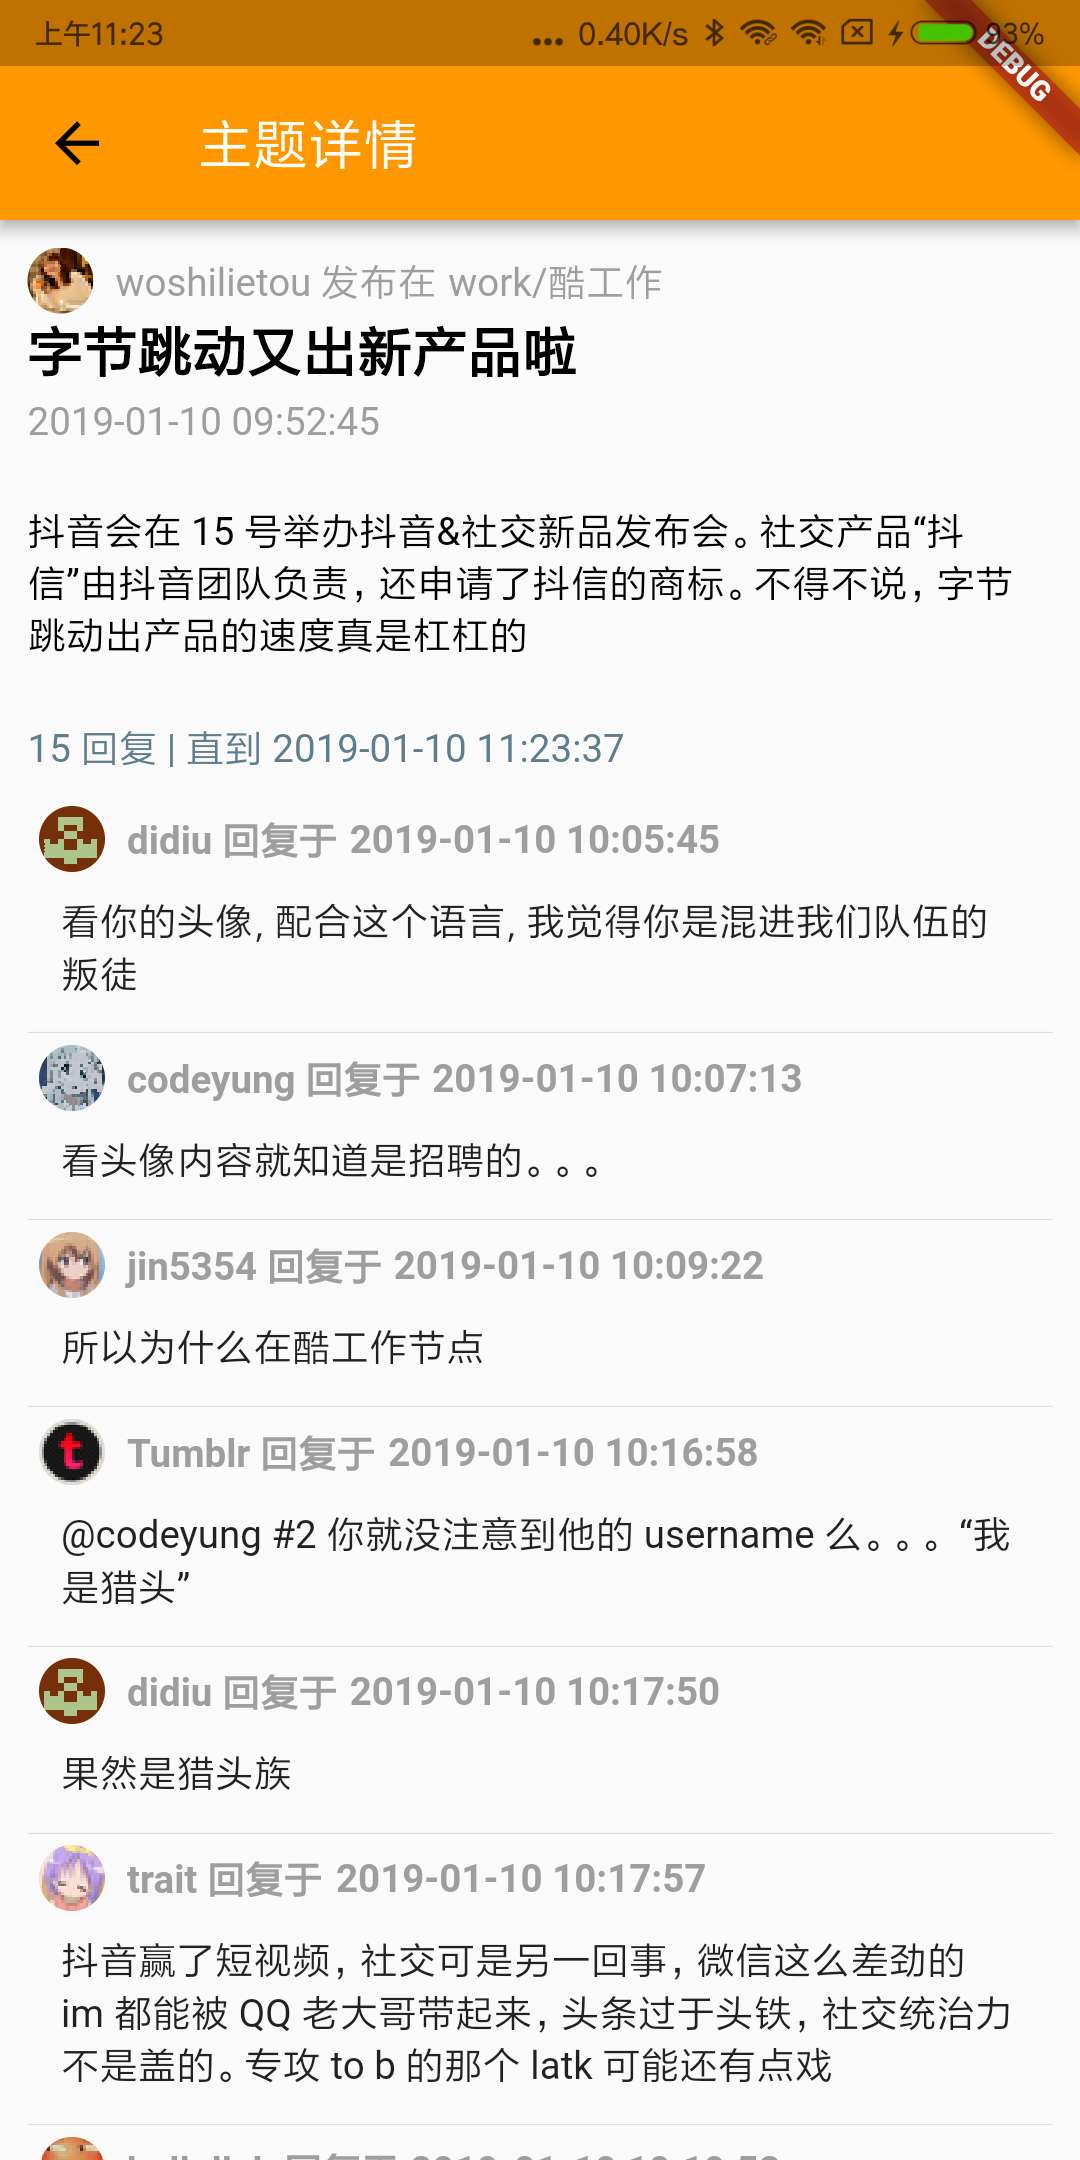 上午11:23
... 0.40K/s 93%
DEBUG
主题详情
woshilietou 发布在 work/酷工作
字节跳动又出新产品啦
2019-01-10 09:52:45
抖音会在 15 号举办抖音&社交新品发布会。社交产品“抖
信”由抖音团队负责，还申请了抖信的商标。不得不说，字节
跳动出产品的速度真是杠杠的
15 回复 | 直到 2019-01-10 11:23:37
didiu 回复于 2019-01-10 10:05:45
看你的头像, 配合这个语言, 我觉得你是混进我们队伍的
叛徒
codeyung 回复于 2019-01-10 10:07:13
看头像内容就知道是招聘的。。。
jin5354 回复于 2019-01-10 10:09:22
所以为什么在酷工作节点
Tumblr 回复于 2019-01-10 10:16:58
@codeyung #2 你就没注意到他的 username 么。。。“我
是猎头”
didiu 回复于 2019-01-10 10:17:50
果然是猎头族
trait 回复于 2019-01-10 10:17:57
抖音赢了短视频，社交可是另一回事，微信这么差劲的
im 都能被 QQ 老大哥带起来，头条过于头铁，社交统治力
不是盖的。专攻 to b 的那个 latk 可能还有点戏